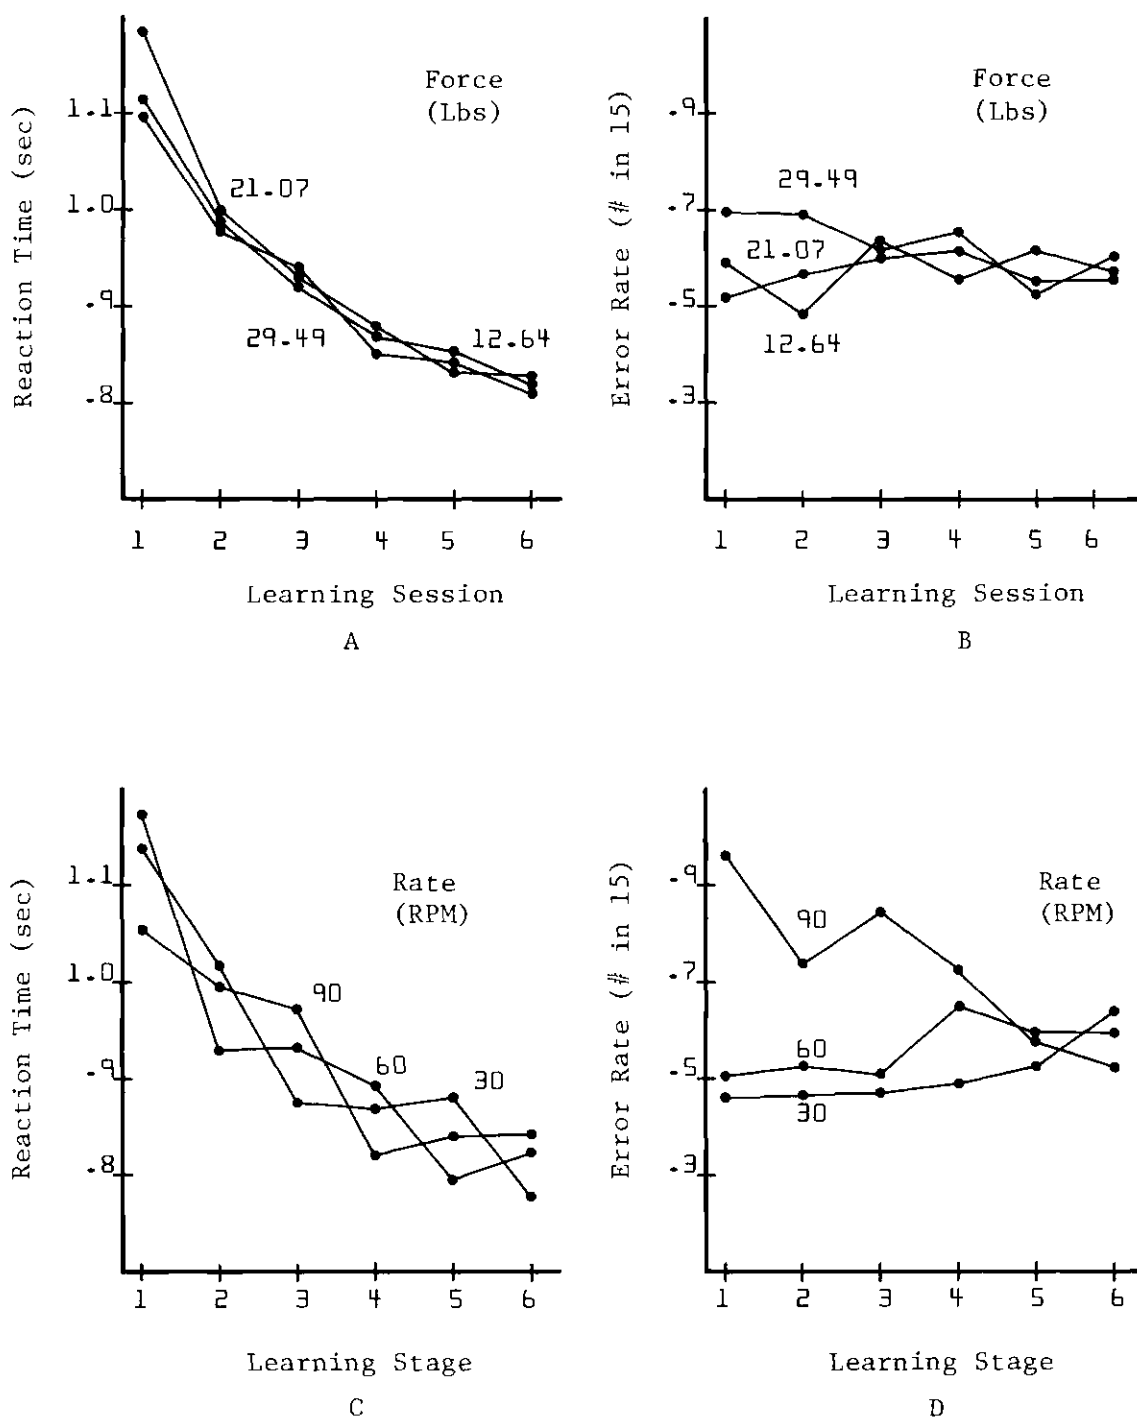 Reaction Time (sec)
1.1
1.0
.9
.8
Force
(Lbs)
21.07
29.49
12.64
1 2 3 4 5 6
Learning Session
A
Error Rate (# in 15)
.9
.7
.5
.3
Force
(Lbs)
29.49
21.07
12.64
1 2 3 4 5 6
Learning Session
B
Reaction Time (sec)
1.1
1.0
.9
.8
Rate
(RPM)
90
60
30
1 2 3 4 5 6
Learning Stage
C
Error Rate (# in 15)
.9
.7
.5
.3
Rate
(RPM)
90
60
30
1 2 3 4 5 6
Learning Stage
D